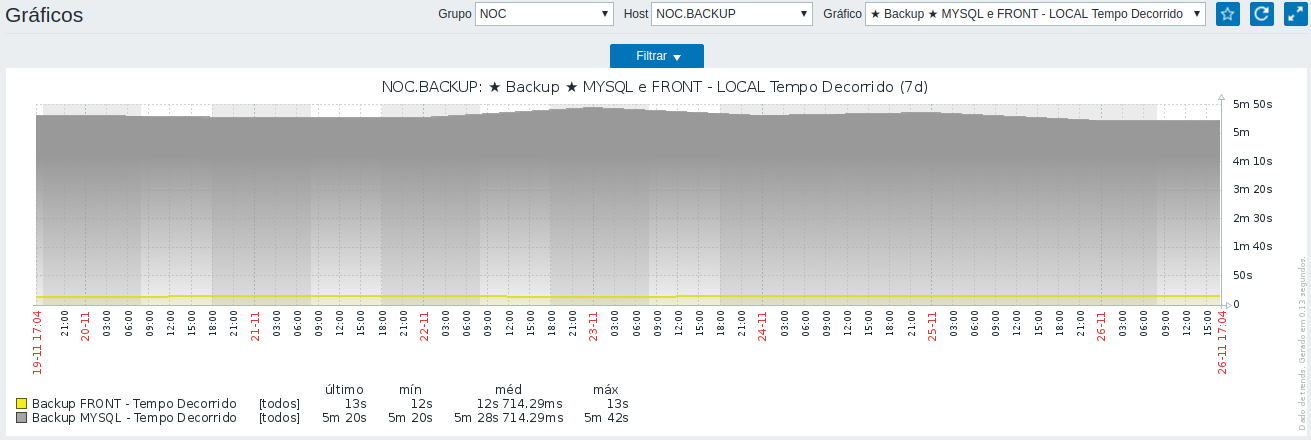 Gráficos Grupo NOC Host NOC.BACKUP Gráfico ★ Backup ★ MYSQL e FRONT - LOCAL Tempo Decorrido
Filtrar
NOC.BACKUP: ★ Backup ★ MYSQL e FRONT - LOCAL Tempo Decorrido (7d)
5m 50s
5m
4m 10s
3m 20s
2m 30s
1m 40s
50s
0
19-11 17:04 21:00 20-11 03:00 06:00 09:00 12:00 15:00 18:00 21:00 21-11 03:00 06:00 09:00 12:00 15:00 18:00 21:00 22-11 03:00 06:00 09:00 12:00 15:00 18:00 21:00 23-11 03:00 06:00 09:00 12:00 15:00 18:00 21:00 24-11 03:00 06:00 09:00 12:00 15:00 18:00 21:00 25-11 03:00 06:00 09:00 12:00 15:00 18:00 21:00 26-11 03:00 06:00 09:00 12:00 15:00 26-11 17:04
último mín méd máx
Backup FRONT - Tempo Decorrido [todos] 13s 12s 12s 714.29ms 13s
Backup MYSQL - Tempo Decorrido [todos] 5m 20s 5m 20s 5m 28s 714.29ms 5m 42s
Dado de trends. Gerado em 0.13 segundos.